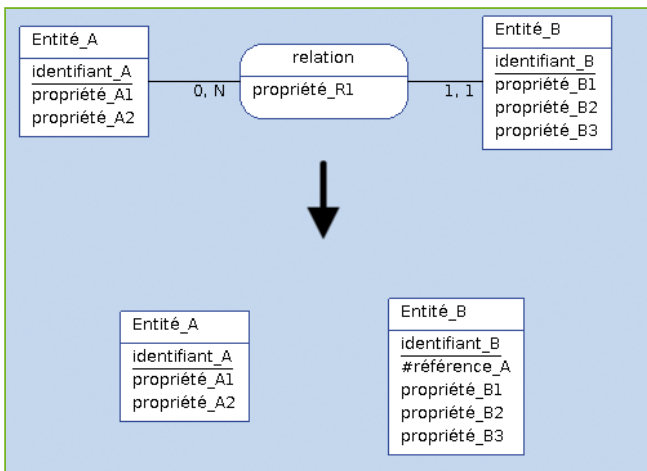 Entité_A
identifiant_A
propriété_A1
propriété_A2
0, N
relation
propriété_R1
1, 1
Entité_B
identifiant_B
propriété_B1
propriété_B2
propriété_B3
Entité_A
identifiant_A
propriété_A1
propriété_A2
Entité_B
identifiant_B
#référence_A
propriété_B1
propriété_B2
propriété_B3